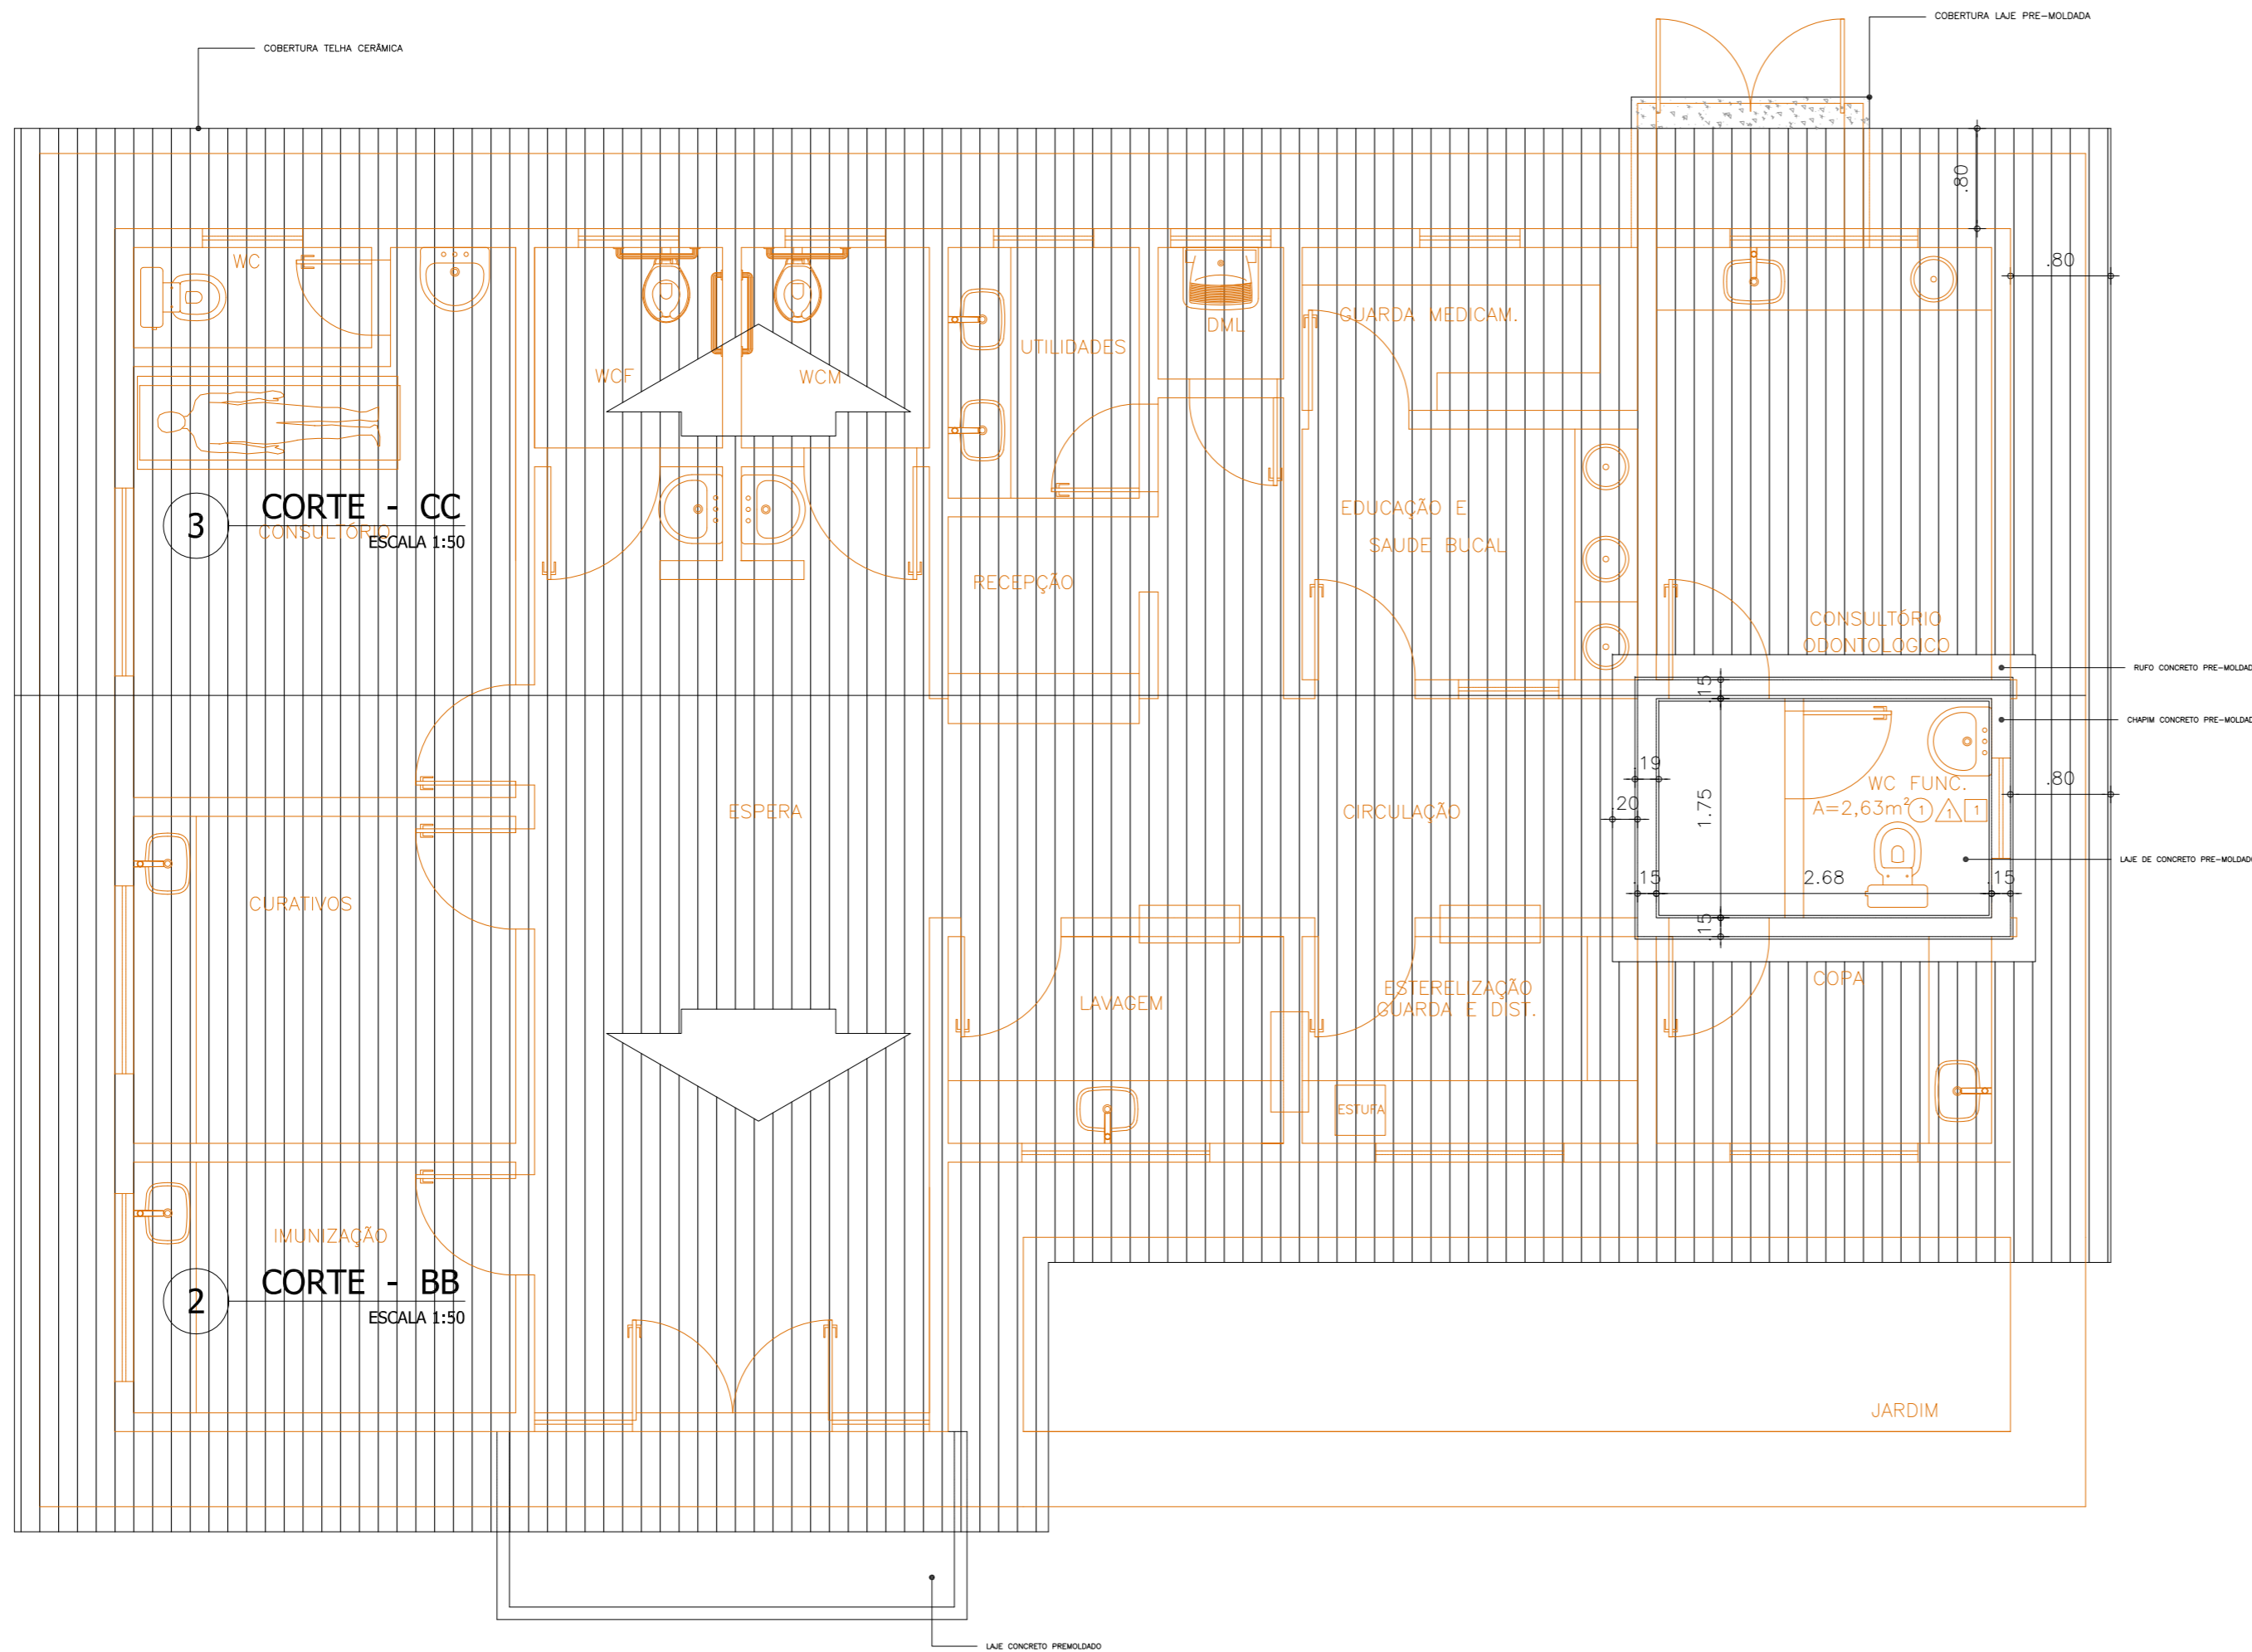 COBERTURA LAJE PRE-MOLDADA
COBERTURA TELHA CERÂMICA
.80
.80
WC
GUARDA MEDICAM.
DML
UTILIDADES
WCF
WCM
3
CORTE - CC
ESCALA 1:50
CONSULTÓRIO
EDUCAÇÃO E
SAUDE BUCAL
RECEPÇÃO
CONSULTÓRIO
ODONTOLOGICO
RUFO CONCRETO PRE-MOLDAD
.15
CHAPIM CONCRETO PRE-MOLDAD
.19
WC FUNC.
.80
.20
1.75
A=2,63m² 1 1 1
ESPERA
CIRCULAÇÃO
LAJE DE CONCRETO PRE-MOLDADO
.15
2.68
.15
CURATIVOS
.15
COPA
LAVAGEM
ESTERELIZAÇÃO
GUARDA E DIST.
ESTUFA
IMUNIZAÇÃO
2
CORTE - BB
ESCALA 1:50
JARDIM
LAJE CONCRETO PREMOLDADO